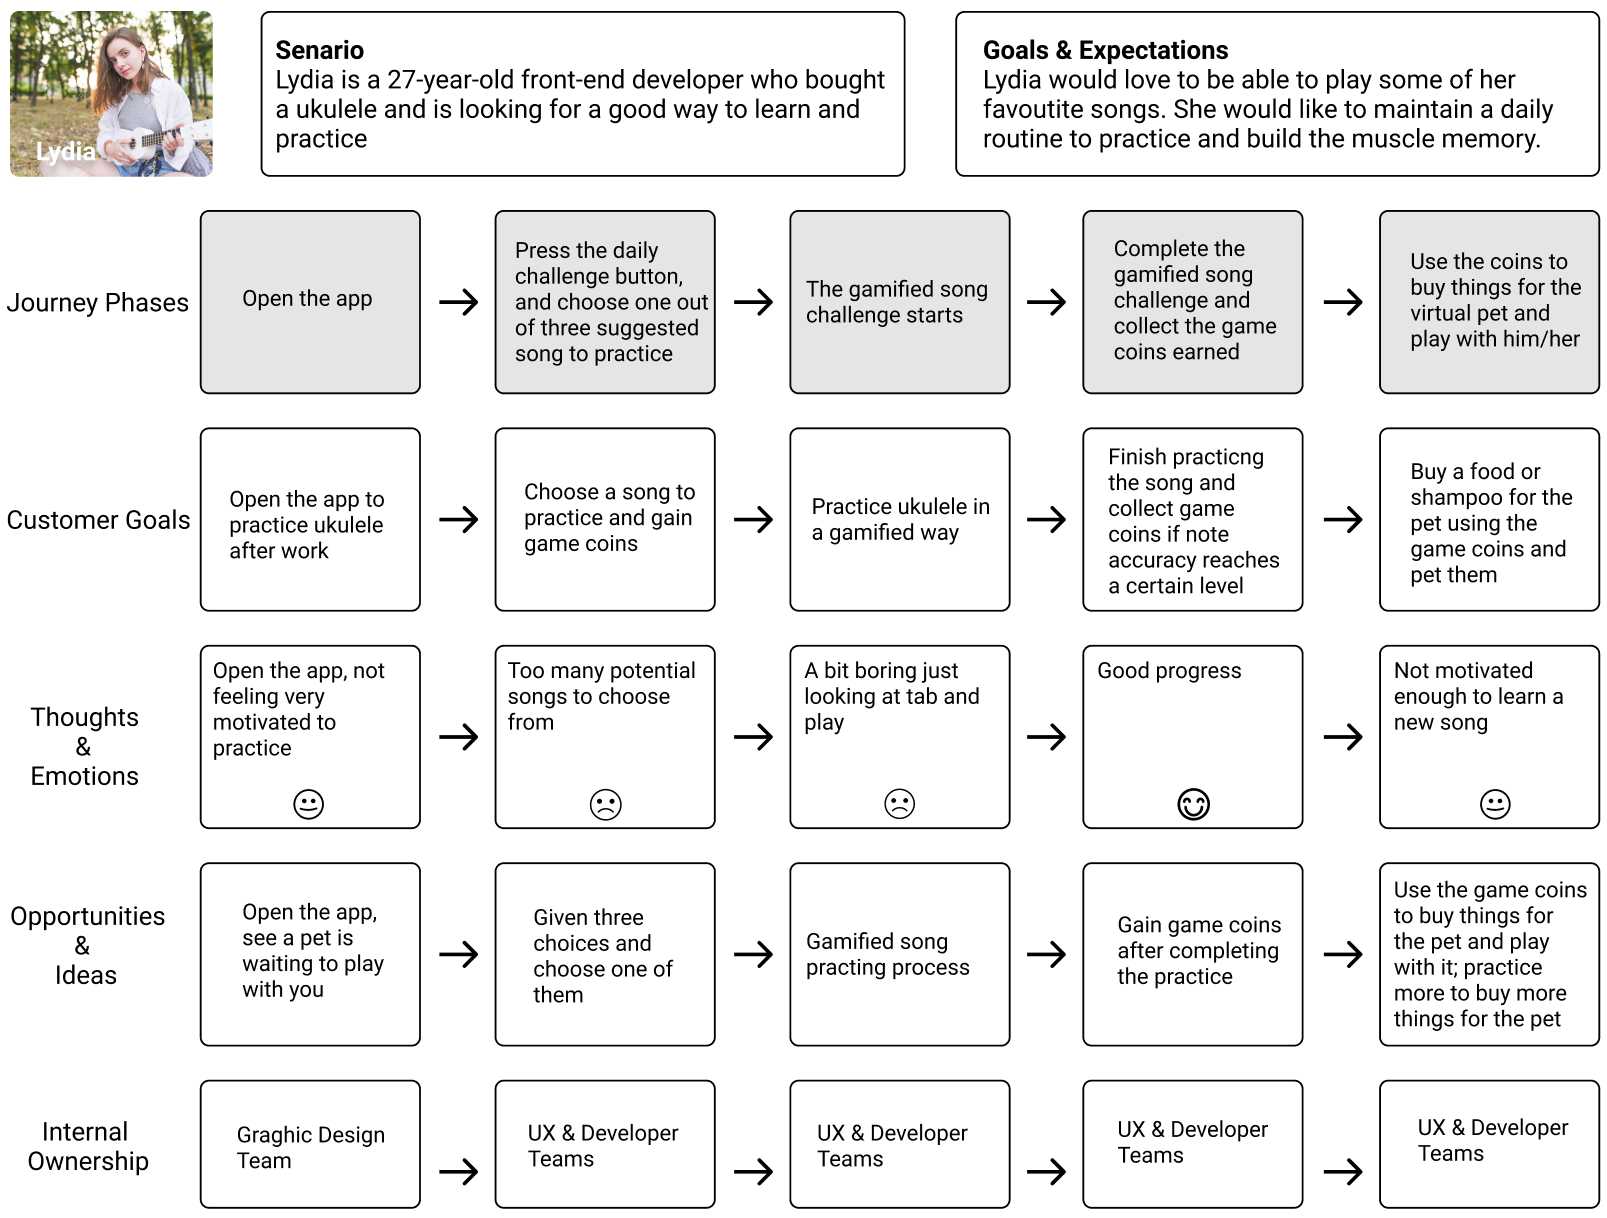 Lydia
Senario
Lydia is a 27-year-old front-end developer who bought
a ukulele and is looking for a good way to learn and
practice
Goals & Expectations
Lydia would love to be able to play some of her
favoutite songs. She would like to maintain a daily
routine to practice and build the muscle memory.
Journey Phases
Open the app
Press the daily
challenge button,
and choose one out
of three suggested
song to practice
The gamified song
challenge starts
Complete the
gamified song
challenge and
collect the game
coins earned
Use the coins to
buy things for the
virtual pet and
play with him/her
Customer Goals
Open the app to
practice ukulele
after work
Choose a song to
practice and gain
game coins
Practice ukulele in
a gamified way
Finish practicng
the song and
collect game
coins if note
accuracy reaches
a certain level
Buy a food or
shampoo for the
pet using the
game coins and
pet them
Thoughts
&
Emotions
Open the app, not
feeling very
motivated to
practice
Too many potential
songs to choose
from
A bit boring just
looking at tab and
play
Good progress
Not motivated
enough to learn a
new song
Opportunities
&
Ideas
Open the app,
see a pet is
waiting to play
with you
Given three
choices and
choose one of
them
Gamified song
practing process
Gain game coins
after completing
the practice
Use the game coins
to buy things for
the pet and play
with it; practice
more to buy more
things for the pet
Internal
Ownership
Graghic Design
Team
UX & Developer
Teams
UX & Developer
Teams
UX & Developer
Teams
UX & Developer
Teams